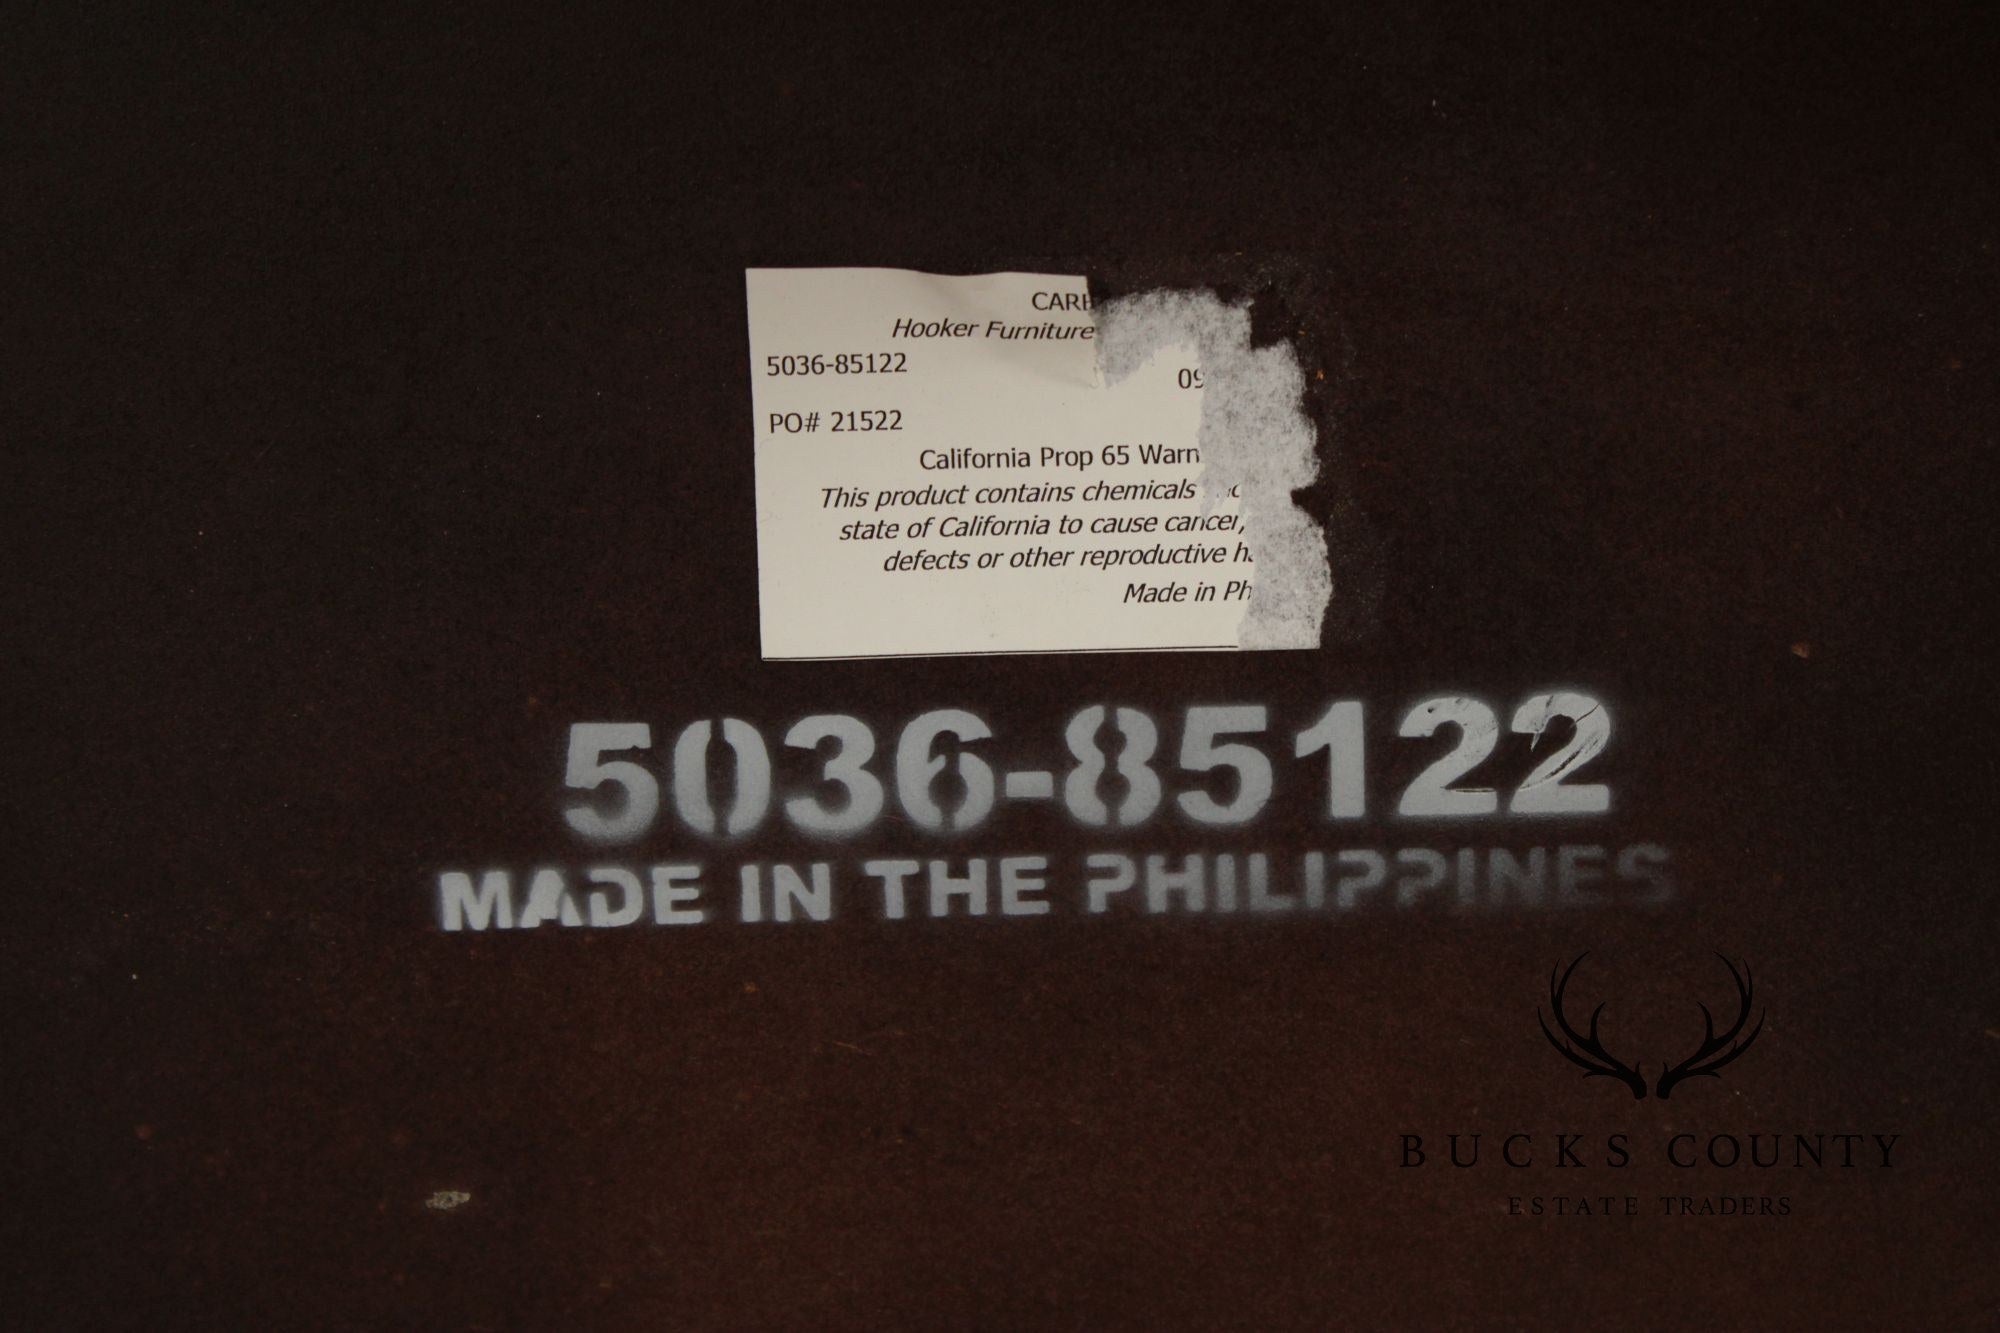 CARB
Hooker Furniture
5036-85122
09
PO# 21522
California Prop 65 Warn
This product contains chemicals
state of California to cause cancer,
defects or other reproductive
Made in Ph
5036-85122
MADE IN THE PHILIPPINES
BUCKS COUNTY
ESTATE TRADERS